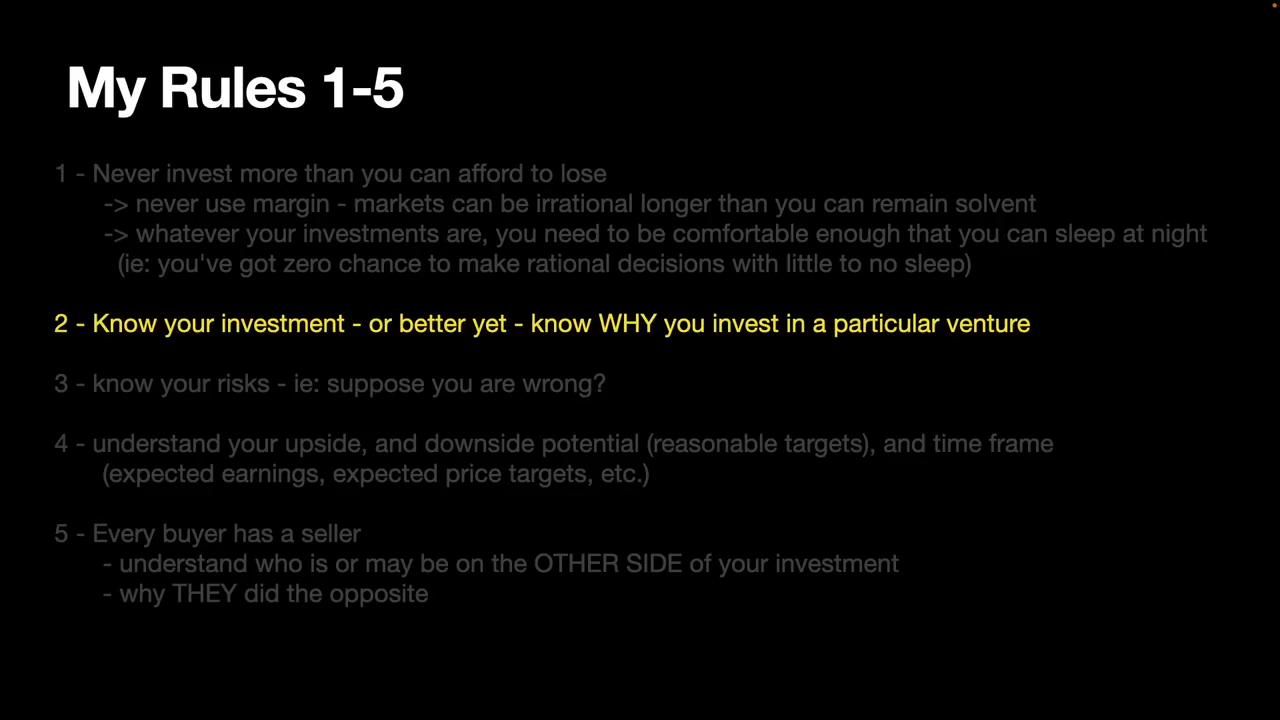 My Rules 1-5
1 - Never invest more than you can afford to lose
-> never use margin - markets can be irrational longer than you can remain solvent
-> whatever your investments are, you need to be comfortable enough that you can sleep at night
(ie: you've got zero chance to make rational decisions with little to no sleep)
2 - Know your investment - or better yet - know WHY you invest in a particular venture
3 - know your risks - ie: suppose you are wrong?
4 - understand your upside, and downside potential (reasonable targets), and time frame
(expected earnings, expected price targets, etc.)
5 - Every buyer has a seller
- understand who is or may be on the OTHER SIDE of your investment
- why THEY did the opposite